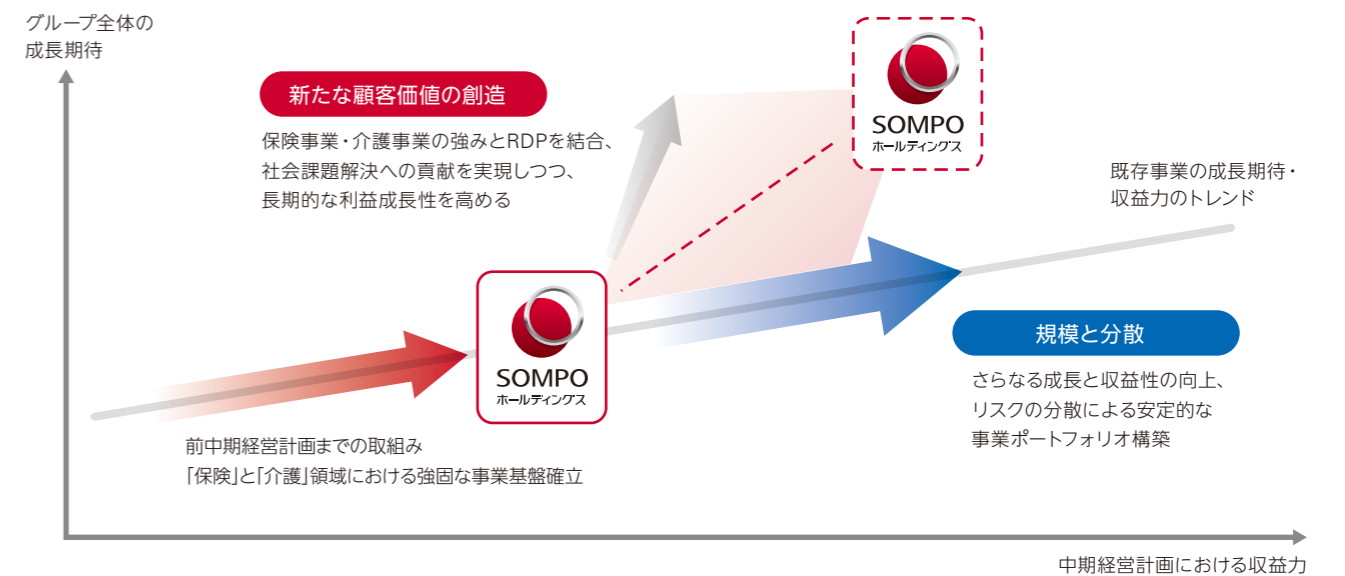 グループ全体の
成長期待
新たな顧客価値の創造
保険事業・介護事業の強みとRDPを結合、
社会課題解決への貢献を実現しつつ、
長期的な利益成長性を高める
SOMPO
ホールディングス
既存事業の成長期待・
収益力のトレンド
SOMPO
ホールディングス
規模と分散
さらなる成長と収益性の向上、
リスクの分散による安定的な
事業ポートフォリオ構築
前中期経営計画までの取組み
「保険」と「介護」領域における強固な事業基盤確立
中期経営計画における収益力